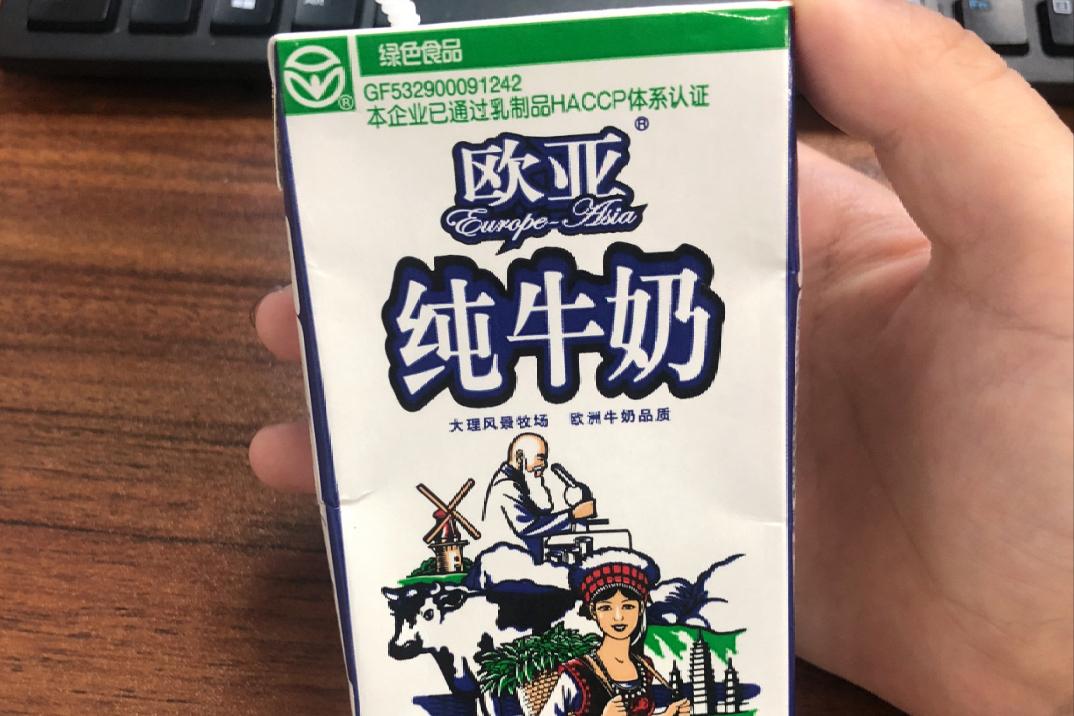 绿色食品
GF532900091242
本企业已通过乳制品HACCP体系认证
欧亚®
Europe-Asia
纯牛奶
大理风景牧场 欧洲牛奶品质